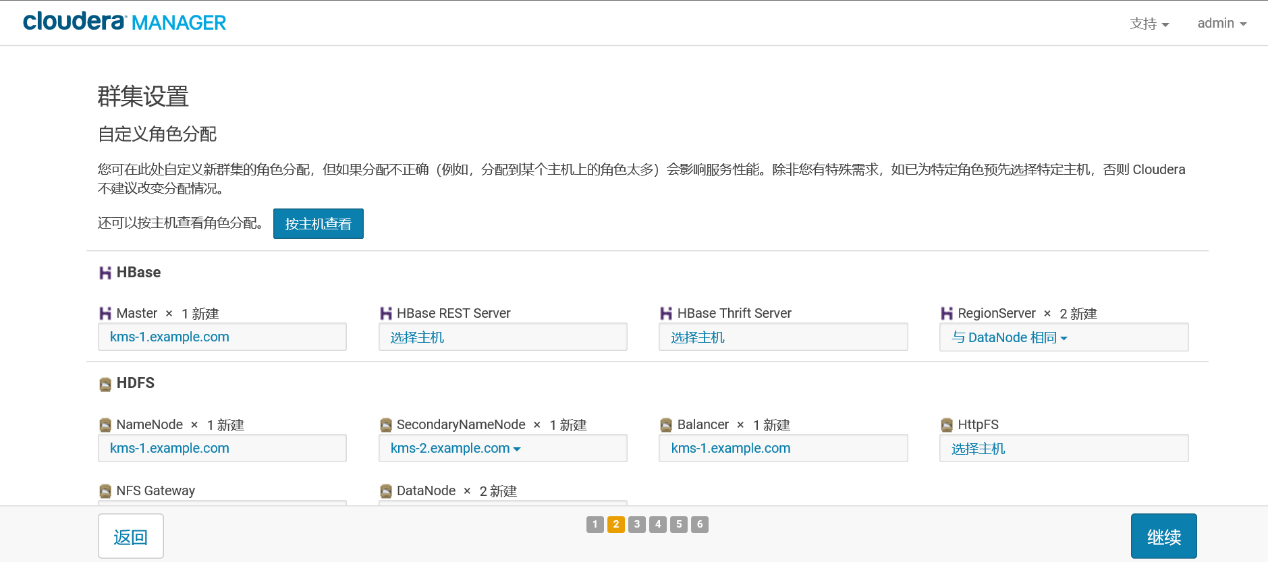 cloudera MANAGER
支持 admin
群集设置
自定义角色分配
您可在此处自定义新群集的角色分配，但如果分配不正确（例如，分配到某个主机上的角色太多）会影响服务性能。除非您有特殊需求，如已为特定角色预先选择特定主机，否则 Cloudera
不建议改变分配情况。
还可以按主机查看角色分配。 按主机查看
HBase
Master × 1 新建 HBase REST Server HBase Thrift Server RegionServer × 2 新建
kms-1.example.com 选择主机 选择主机 与 DataNode 相同
HDFS
NameNode × 1 新建 SecondaryNameNode × 1 新建 Balancer × 1 新建 HttpFS
kms-1.example.com kms-2.example.com kms-1.example.com 选择主机
NFS Gateway DataNode × 2 新建
返回 1 2 3 4 5 6 继续